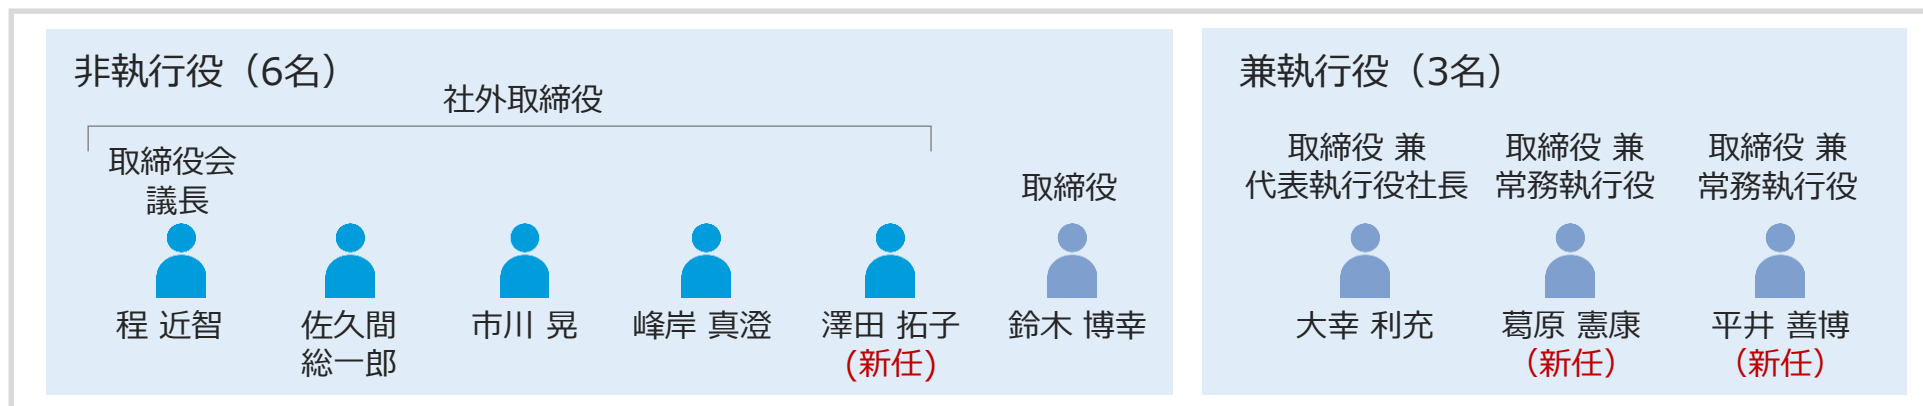 非執行役（6名）
社外取締役
取締役会
議長
程 近智
佐久間
総一郎
市川 晃
峰岸 真澄
澤田 拓子
(新任)
取締役
鈴木 博幸
兼執行役（3名）
取締役 兼
代表執行役社長
大幸 利充
取締役 兼
常務執行役
葛原 憲康
（新任）
取締役 兼
常務執行役
平井 善博
（新任）